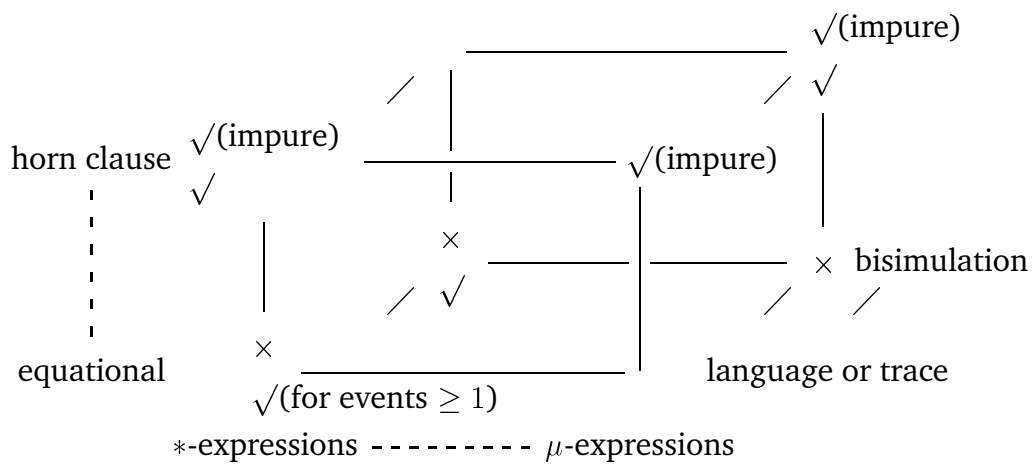 √(impure)
√
√(impure)
horn clause
√(impure)
√
×
× bisimulation
√
×
equational
language or trace
√(for events ≥ 1)
*-expressions
μ-expressions